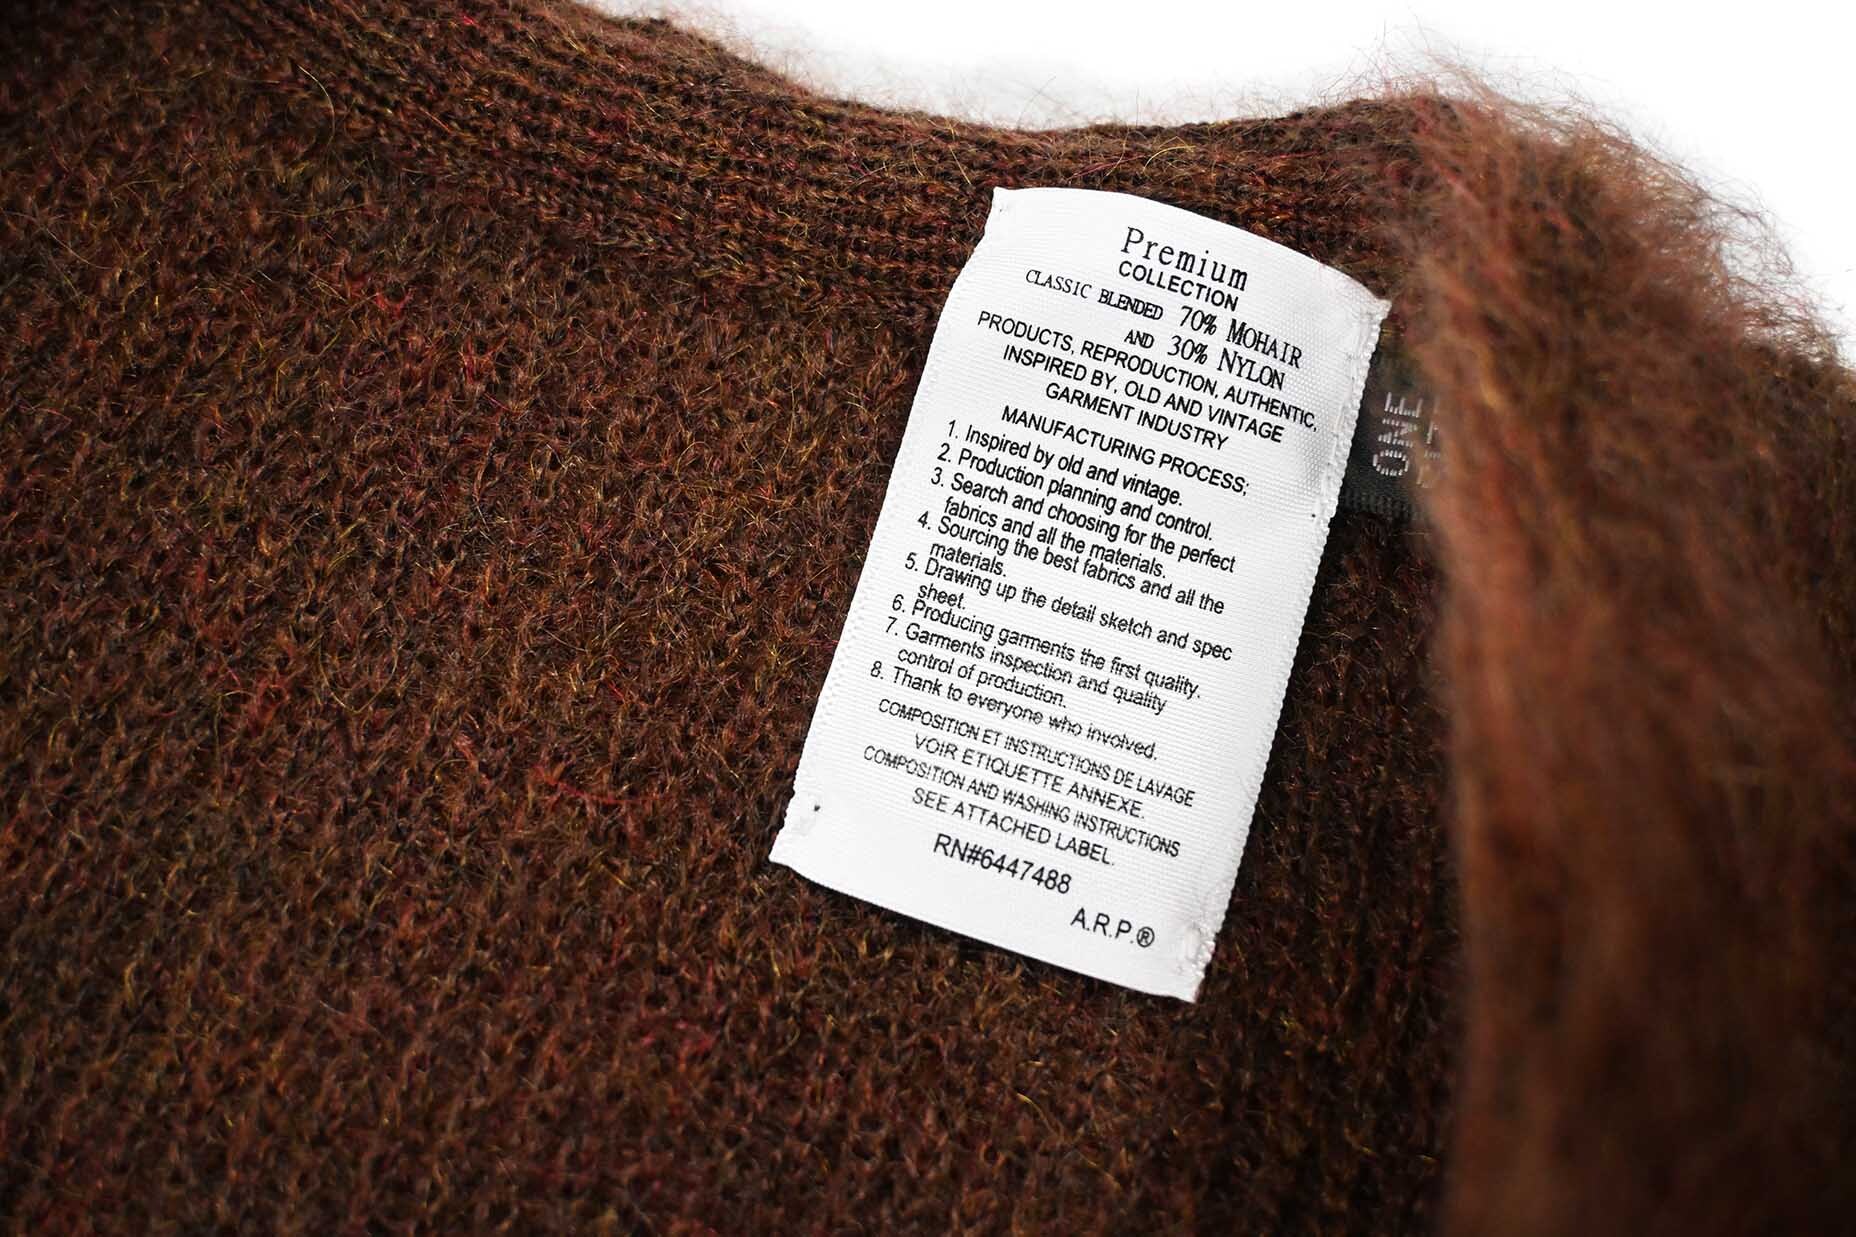 Premium
COLLECTION
CLASSIC BLENDED 70% MOHAIR
AND 30% NYLON
PRODUCTS, REPRODUCTION, AUTHENTIC,
INSPIRED BY, OLD AND VINTAGE
GARMENT INDUSTRY
MANUFACTURING PROCESS;
1. Inspired by old and vintage.
2. Production planning and control.
3. Search and choosing for the perfect
fabrics and all the materials.
4. Sourcing the best fabrics and all the
materials.
5. Drawing up the detail sketch and spec
sheet.
6. Producing garments the first quality.
7. Garments inspection and quality
control of production.
8. Thank to everyone who involved.
COMPOSITION ET INSTRUCTIONS DE LAVAGE
VOIR ETIQUETTE ANNEXE.
COMPOSITION AND WASHING INSTRUCTIONS
SEE ATTACHED LABEL.
RN#6447488
A.R.P.®
ONE